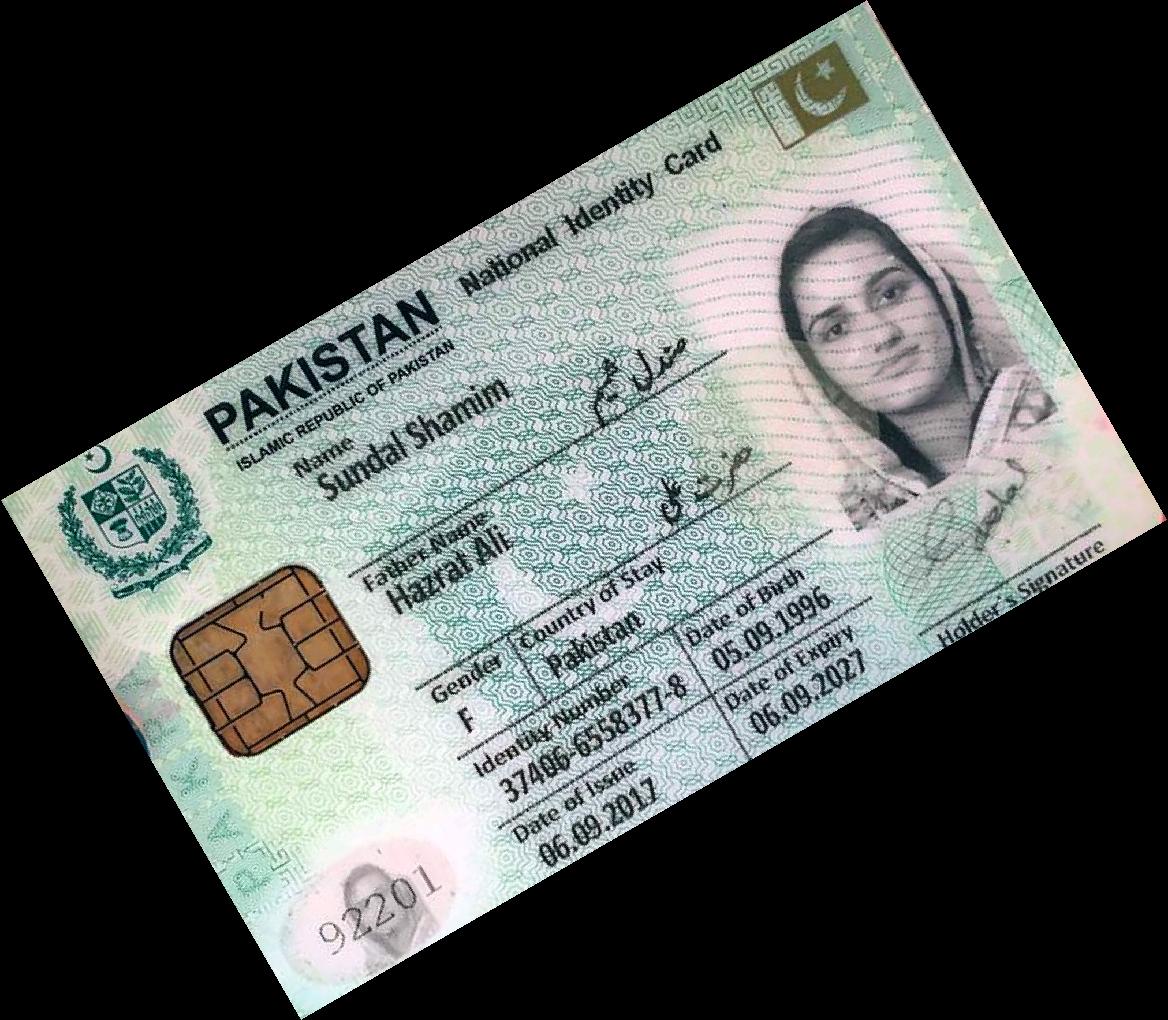 PAKISTAN National Identity Card
ISLAMIC REPUBLIC OF PAKISTAN
Name
Sundal Shamim
صندل شمیم
Father Name
Hazrat Ali
حضرت علی
Gender Country of Stay
F Pakistan
Identity Number Date of Birth
37406-6558377-8 05.09.1996
Date of Issue Date of Expiry
06.09.2017 06.09.2027
Holder's Signature
92201